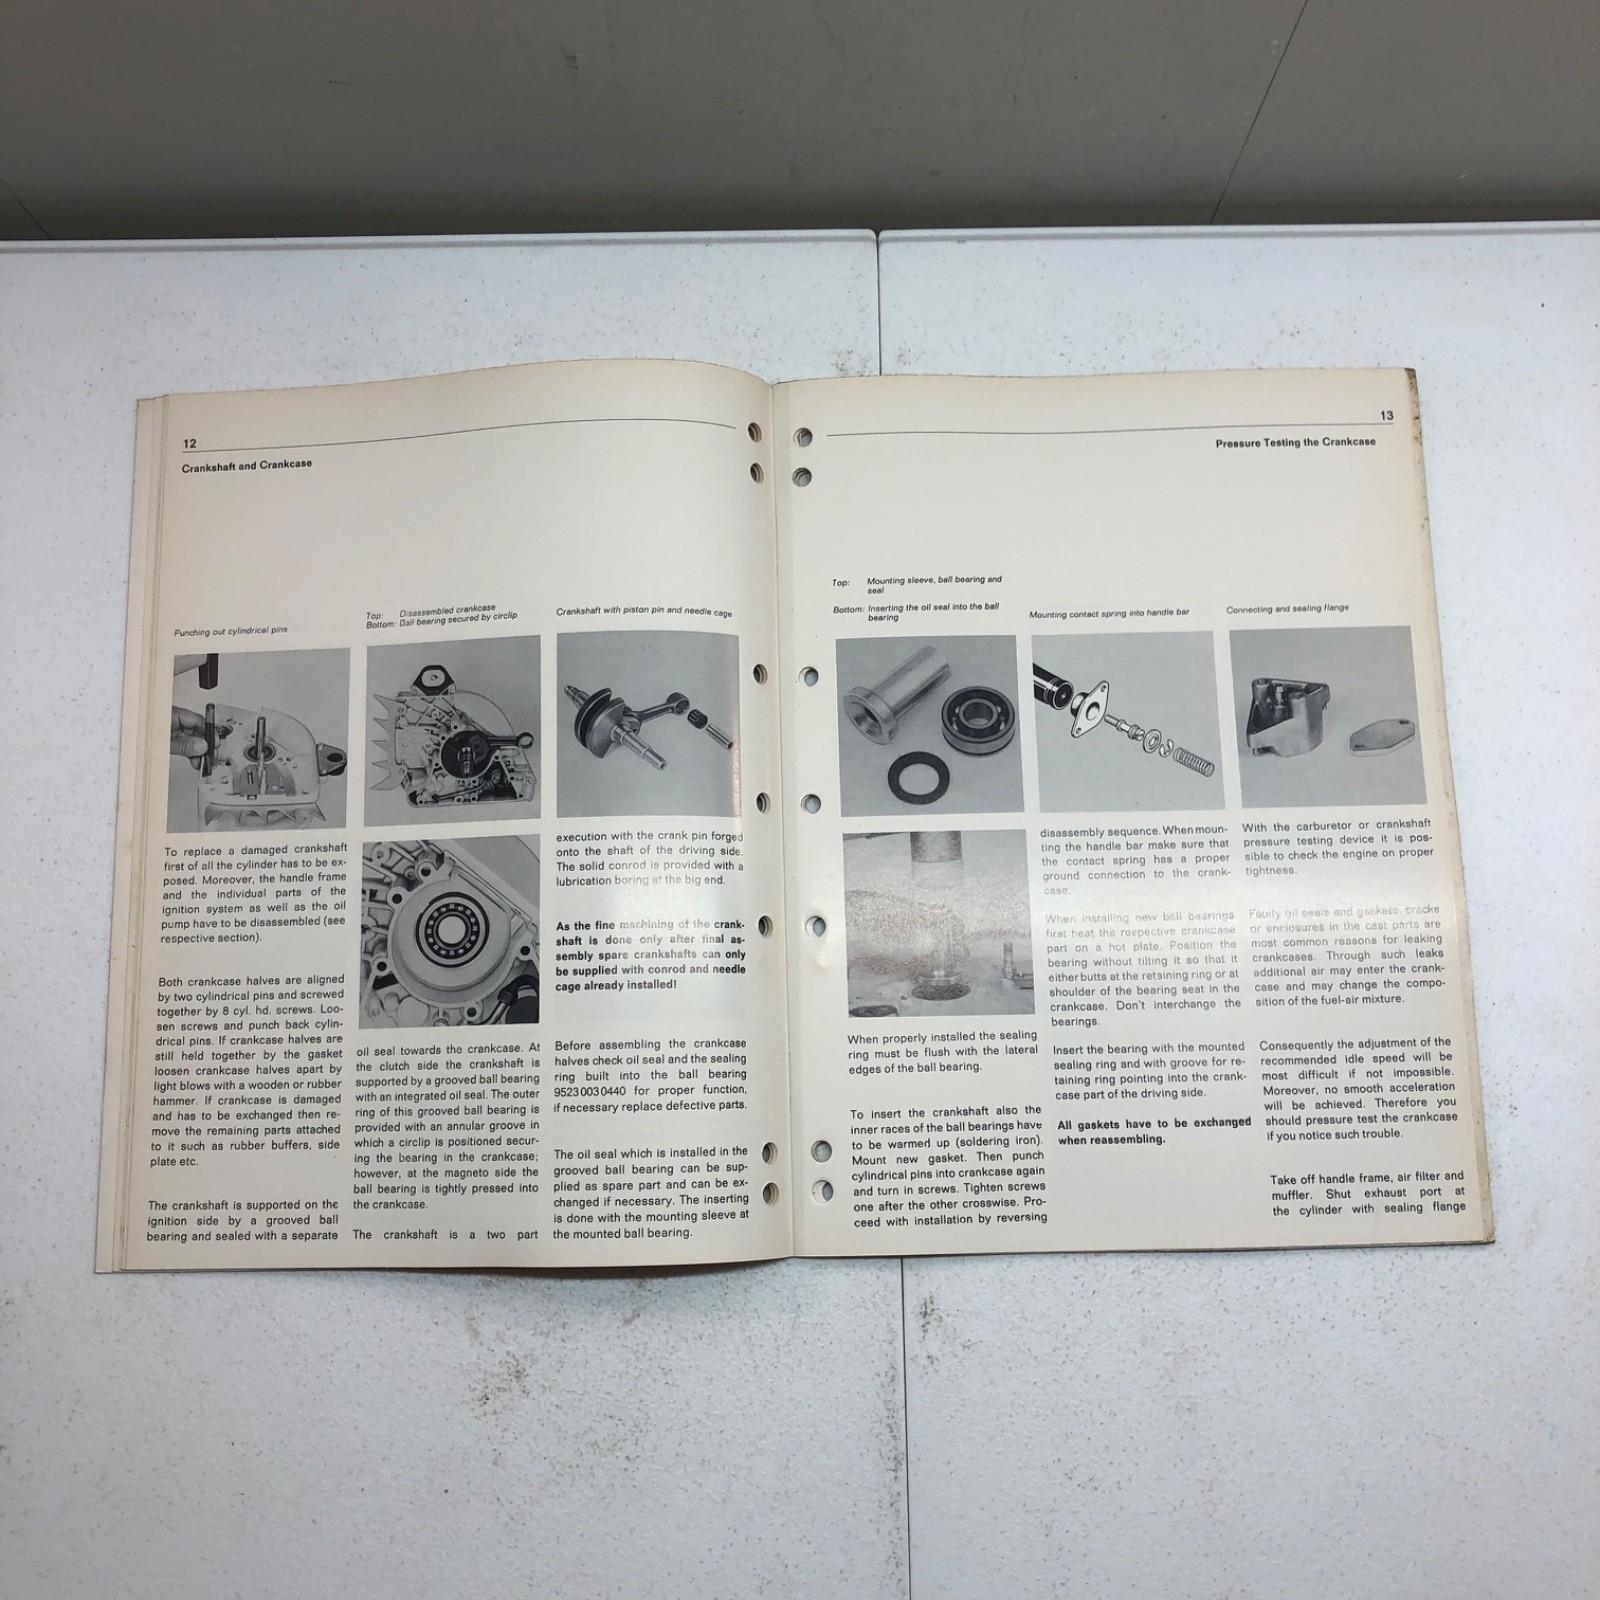 12
Crankshaft and Crankcase
Punching out cylindrical pins
To replace a damaged crankshaft
first of all the cylinder has to be ex-
posed. Moreover, the handle frame
and the individual parts of the
ignition system as well as the oil
pump have to be disassembled (see
respective section).
Both crankcase halves are aligned
by two cylindrical pins and screwed
together by 8 cyl. hd. screws. Loo-
sen screws and punch back cylin-
drical pins. If crankcase halves are
still held together by the gasket
loosen crankcase halves apart by
light blows with a wooden or rubber
hammer. If crankcase is damaged
and has to be exchanged then re-
move the remaining parts attached
to it such as rubber buffers, side
plate etc.
The crankshaft is supported on the
ignition side by a grooved ball
bearing and sealed with a separate
Top: Disassembled crankcase
Bottom: Ball bearing secured by circlip
oil seal towards the crankcase. At
the clutch side the crankshaft is
supported by a grooved ball bearing
with an integrated oil seal. The outer
ring of this grooved ball bearing is
provided with an annular groove in
which a circlip is positioned secur-
ing the bearing in the crankcase;
however, at the magneto side the
ball bearing is tightly pressed into
the crankcase.
The crankshaft is a two part
Crankshaft with piston pin and needle cage
execution with the crank pin forged
onto the shaft of the driving side.
The solid conrod is provided with a
lubrication boring at the big end.
As the fine machining of the crank-
shaft is done only after final as-
sembly spare crankshafts can only
be supplied with conrod and needle
cage already installed!
Before assembling the crankcase
halves check oil seal and the sealing
ring built into the ball bearing
95230030440 for proper function,
if necessary replace defective parts.
The oil seal which is installed in the
grooved ball bearing can be sup-
plied as spare part and can be ex-
changed if necessary. The inserting
is done with the mounting sleeve at
the mounted ball bearing.
13
Pressure Testing the Crankcase
Top: Mounting sleeve, ball bearing and
seal
Bottom: Inserting the oil seal into the ball
bearing
When properly installed the sealing
ring must be flush with the lateral
edges of the ball bearing.
To insert the crankshaft also the
inner races of the ball bearings have
to be warmed up (soldering iron).
Mount new gasket. Then punch
cylindrical pins into crankcase again
and turn in screws. Tighten screws
one after the other crosswise. Pro-
ceed with installation by reversing
Mounting contact spring into handle bar
disassembly sequence. When moun-
ting the handle bar make sure that
the contact spring has a proper
ground connection to the crank-
case.
When installing new ball bearings
first heat the respective crankcase
part on a hot plate. Position the
bearing without tilting it so that it
either butts at the retaining ring or at
shoulder of the bearing seat in the
crankcase. Don't interchange the
bearings.
Insert the bearing with the mounted
sealing ring and with groove for re-
taining ring pointing into the crank-
case part of the driving side.
All gaskets have to be exchanged
when reassembling.
Connecting and sealing flange
With the carburetor or crankshaft
pressure testing device it is pos-
sible to check the engine on proper
tightness.
Faulty oil seals and gaskets, cracks
or enclosures in the cast parts are
most common reasons for leaking
crankcases. Through such leaks
additional air may enter the crank-
case and may change the compo-
sition of the fuel-air mixture.
Consequently the adjustment of the
recommended idle speed will be
most difficult if not impossible.
Moreover, no smooth acceleration
will be achieved. Therefore you
should pressure test the crankcase
if you notice such trouble.
Take off handle frame, air filter and
muffler. Shut exhaust port at
the cylinder with sealing flange